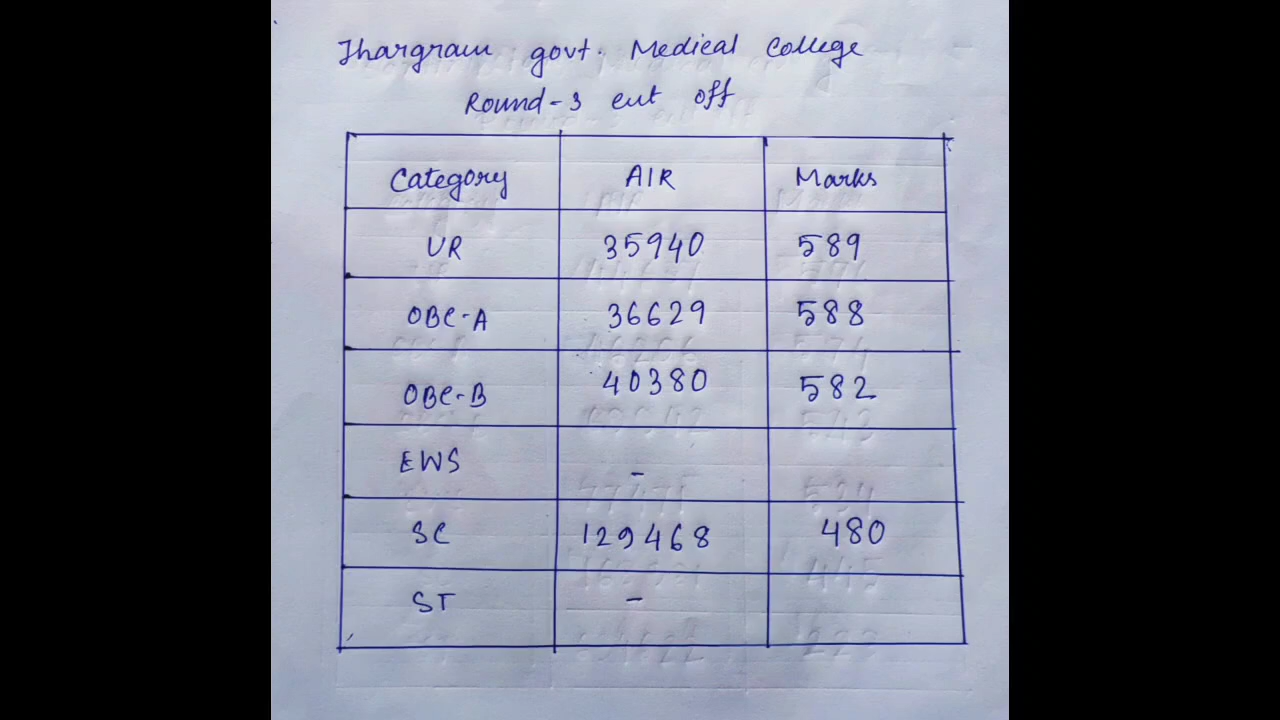 Jhargram govt. Medical College
Round-3 cut off
Category AIR Marks
UR 35940 589
OBC-A 36629 588
OBC-B 40380 582
EWS -
SC 129468 480
ST -